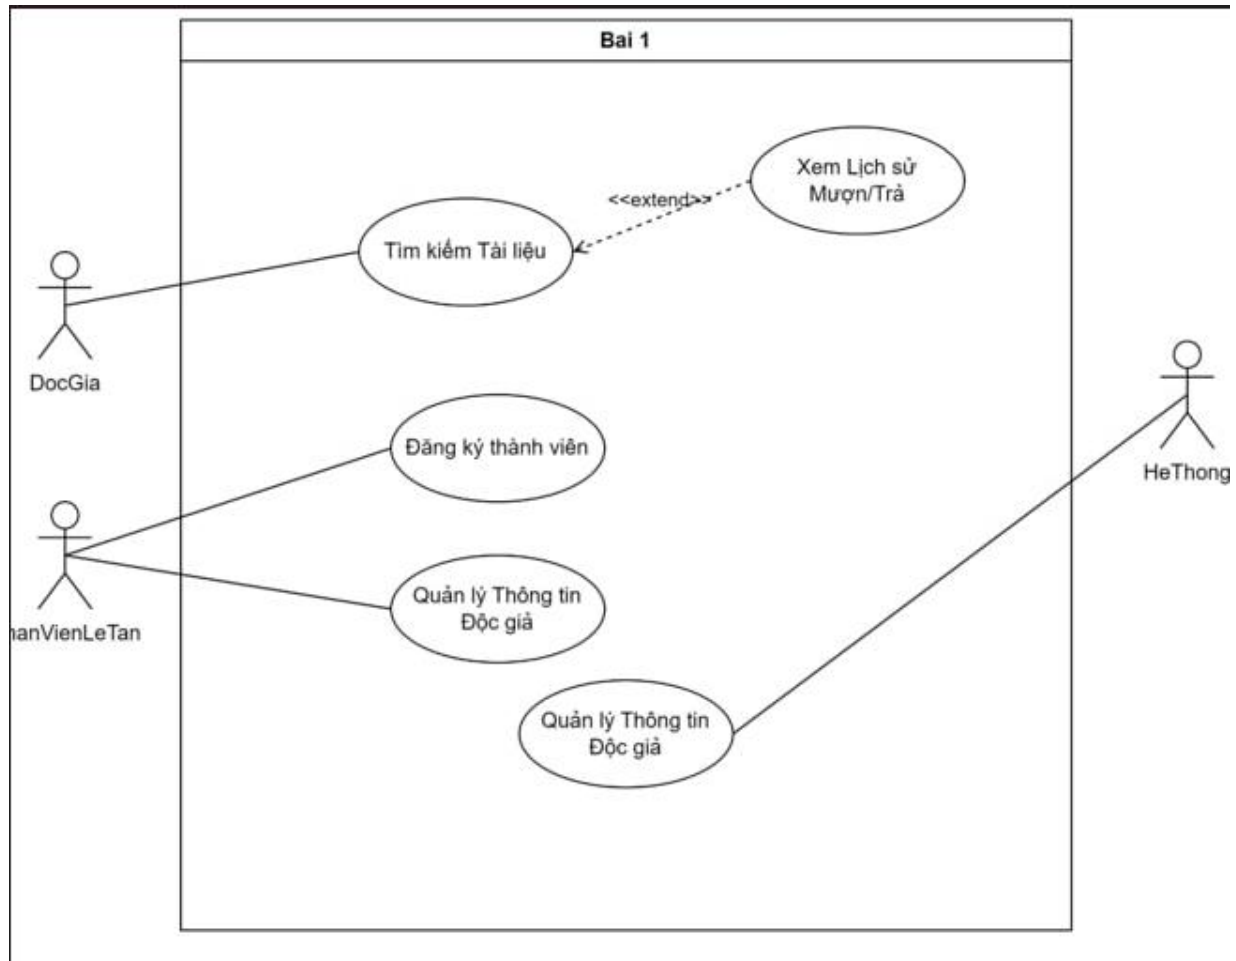 Bai 1
Xem Lịch sử
Mượn/Trả
<<extend>>
Tìm kiếm Tài liệu
DocGia
Đăng ký thành viên
HeThong
Quản lý Thông tin
Độc giả
hanVienLeTan
Quản lý Thông tin
Độc giả